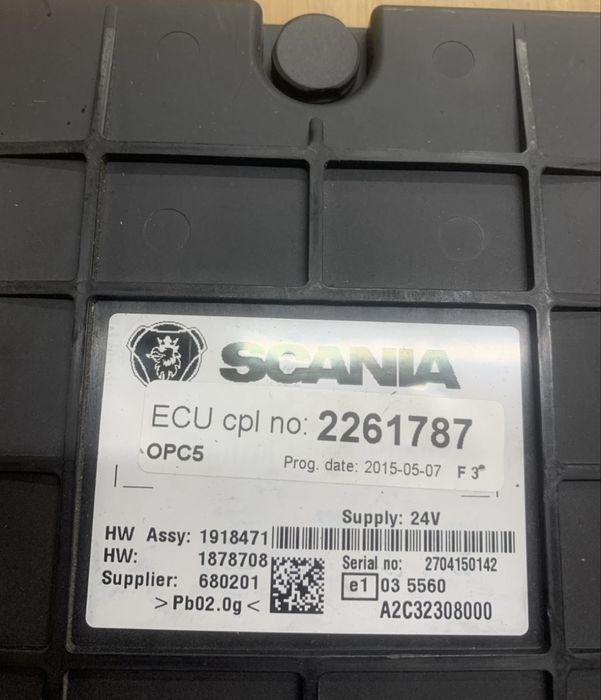 SCANIA
ECU cpl no: 2261787
OPC5
Prog. date: 2015-05-07 F 3
Supply: 24V
HW Assy: 1918471
HW: 1878708
Serial no: 2704150142
Supplier: 680201
e1 03 5560
>Pb02.0g<
A2C32308000